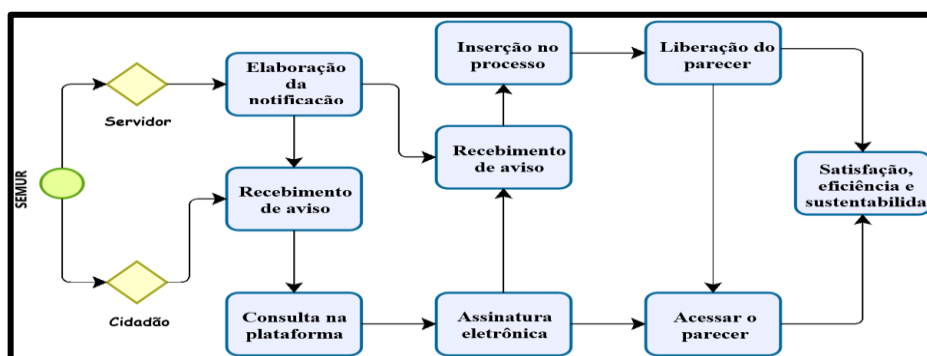 SEMUR
Servidor
Cidadão
Elaboração
da
notificação
Recebimento
de aviso
Consulta na
plataforma
Inserção no
processo
Recebimento
de aviso
Assinatura
eletrônica
Liberação do
parecer
Acessar o
parecer
Satisfação,
eficiência e
sustentabilida